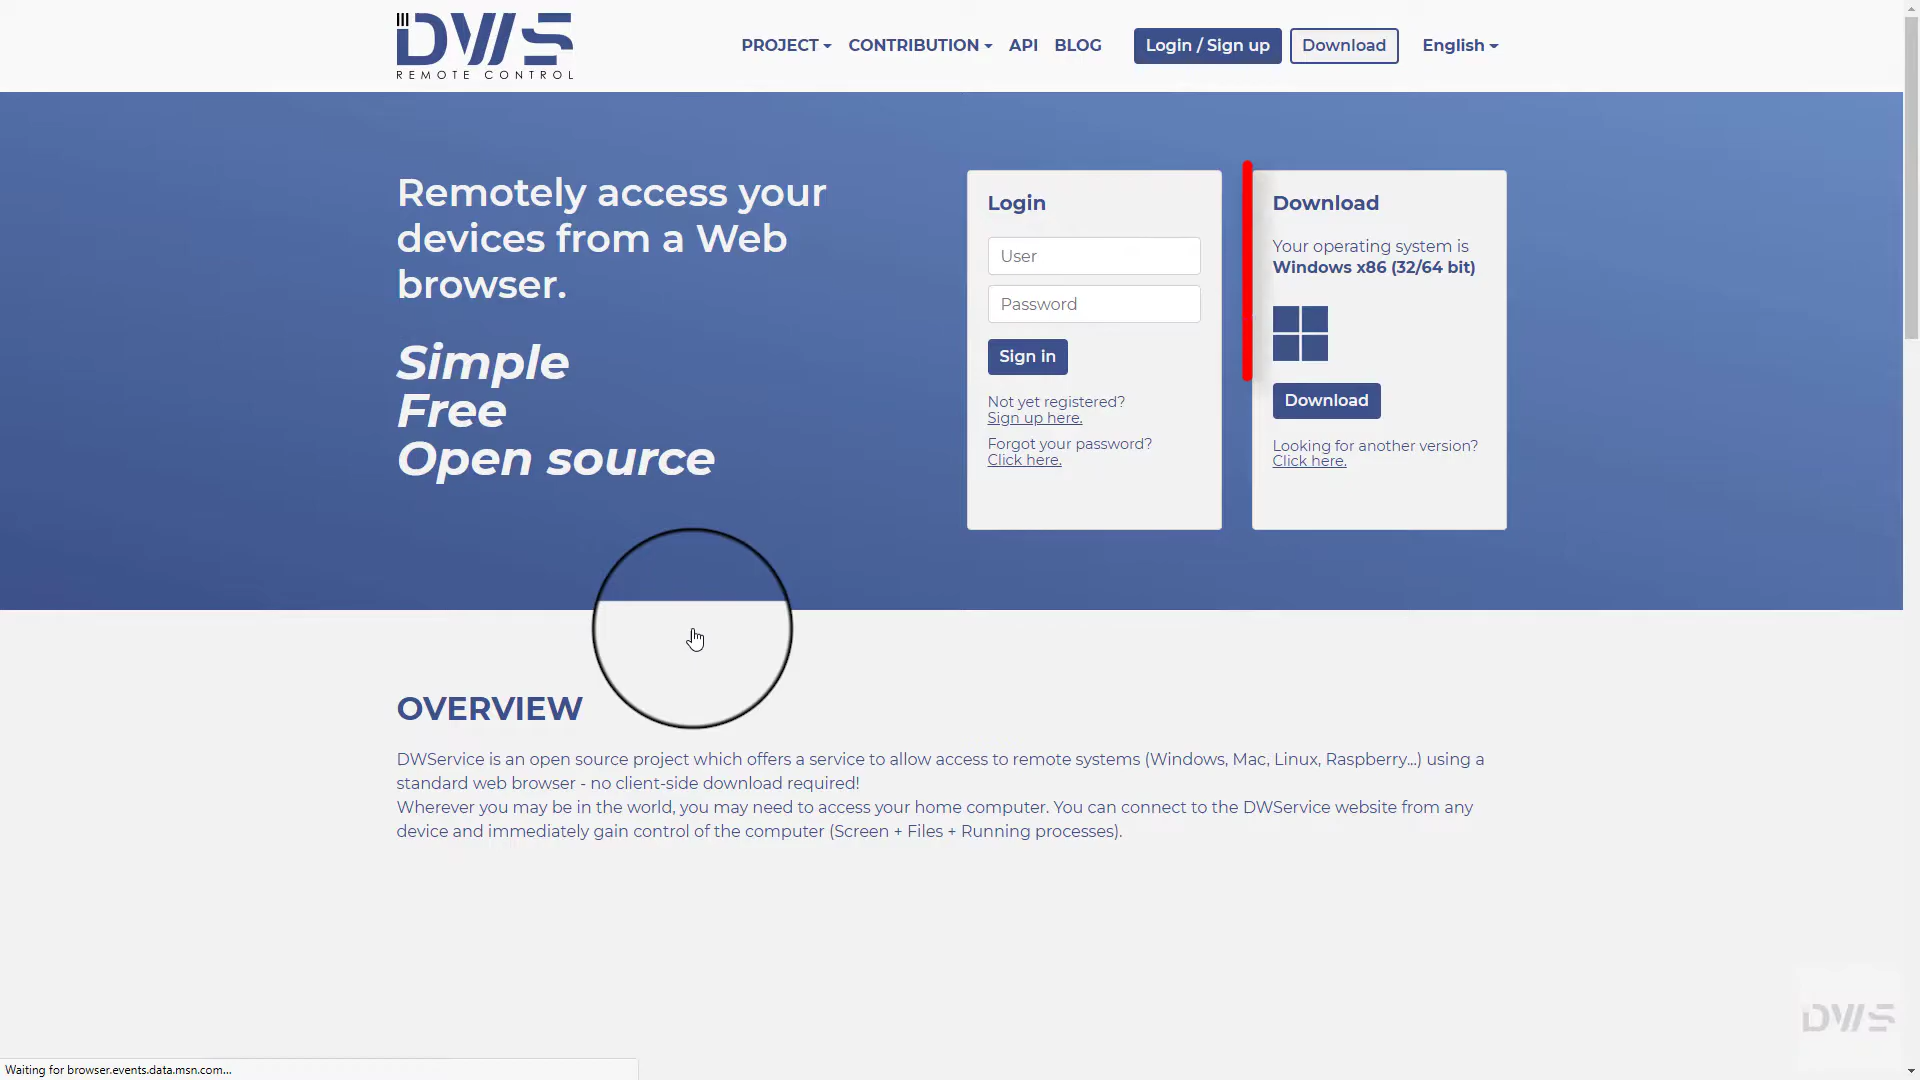 DWS
REMOTE CONTROL
PROJECT
CONTRIBUTION
API
BLOG
Login / Sign up
Download
English
Remotely access your
devices from a Web
browser.
Simple
Free
Open source
Login
User
Password
Sign in
Not yet registered?
Sign up here.
Forgot your password?
Click here.
Download
Your operating system is
Windows x86 (32/64 bit)
Download
Looking for another version?
Click here.
OVERVIEW
DWService is an open source project which offers a service to allow access to remote systems (Windows, Mac, Linux, Raspberry...) using a
standard web browser - no client-side download required!
Wherever you may be in the world, you may need to access your home computer. You can connect to the DWService website from any
device and immediately gain control of the computer (Screen + Files + Running processes).
DWS
Waiting for browser.events.data.msn.com...